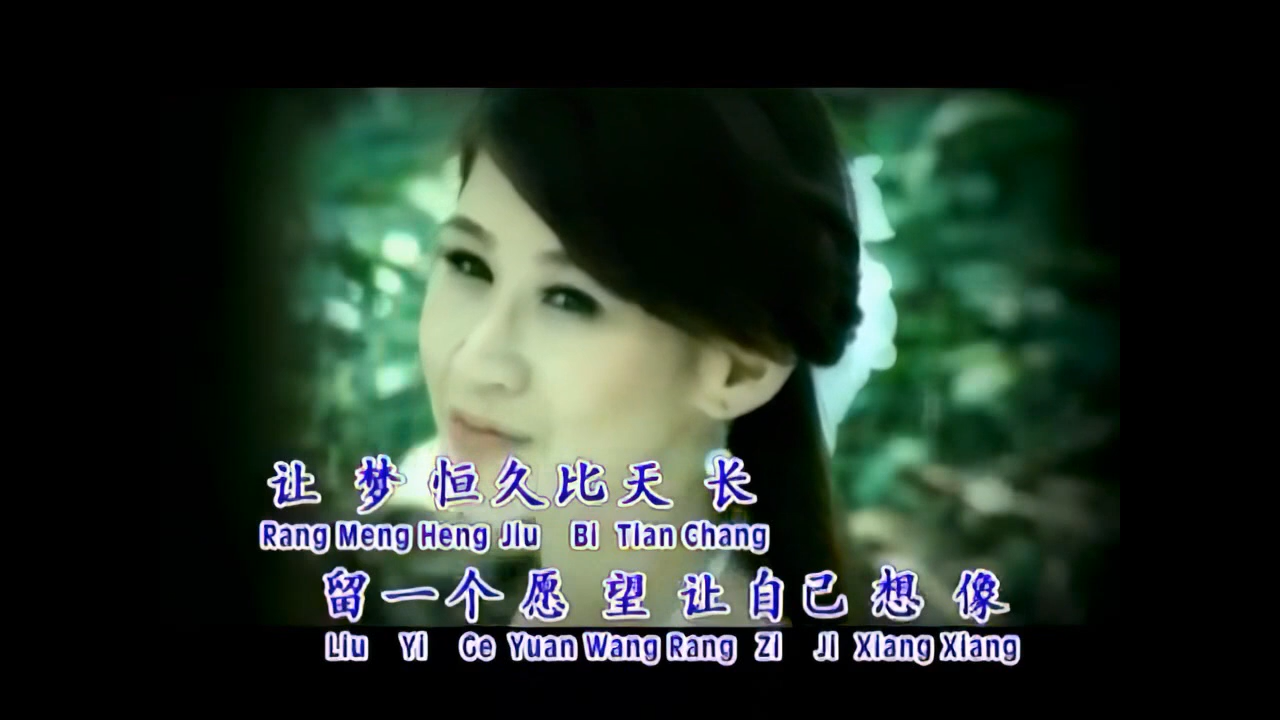 让 梦 恒久比天 长
Rang Meng Heng Jiu Bi Tian Chang
留一个愿 望 让自己想 像
Liu Yi Ge Yuan Wang Rang Zi Ji Xiang Xiang